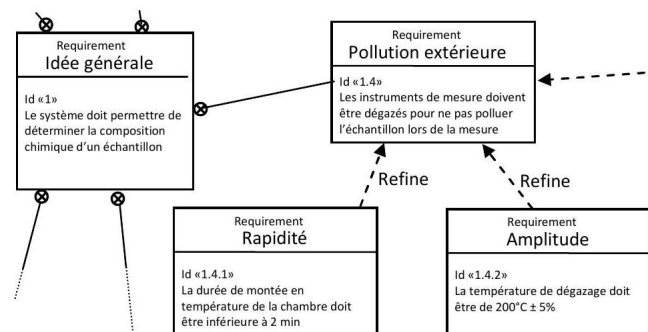 Requirement
Idée générale
Id «1»
Le système doit permettre de
déterminer la composition
chimique d'un échantillon
Requirement
Pollution extérieure
Id «1.4»
Les instruments de mesure doivent
être dégazés pour ne pas polluer
l'échantillon lors de la mesure
Refine
Refine
Requirement
Rapidité
Id «1.4.1»
La durée de montée en
température de la chambre doit
être inférieure à 2 min
Requirement
Amplitude
Id «1.4.2»
La température de dégazage doit
être de 200°C ± 5%